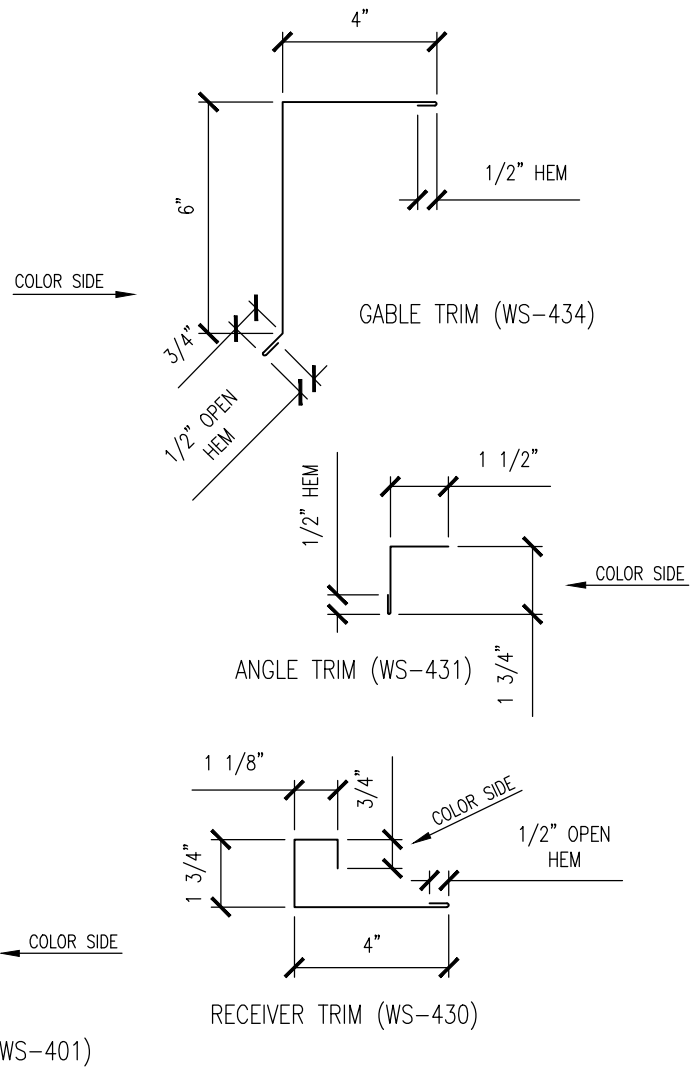 4”
6”
1/2” HEM
COLOR SIDE
GABLE TRIM (WS-434)
3/4”
1/2” OPEN
HEM
1/2” HEM
1 1/2”
COLOR SIDE
1 3/4”
ANGLE TRIM (WS-431)
1 1/8”
3/4”
COLOR SIDE
1/2” OPEN
HEM
1 3/4”
4”
COLOR SIDE
RECEIVER TRIM (WS-430)
WS-401)